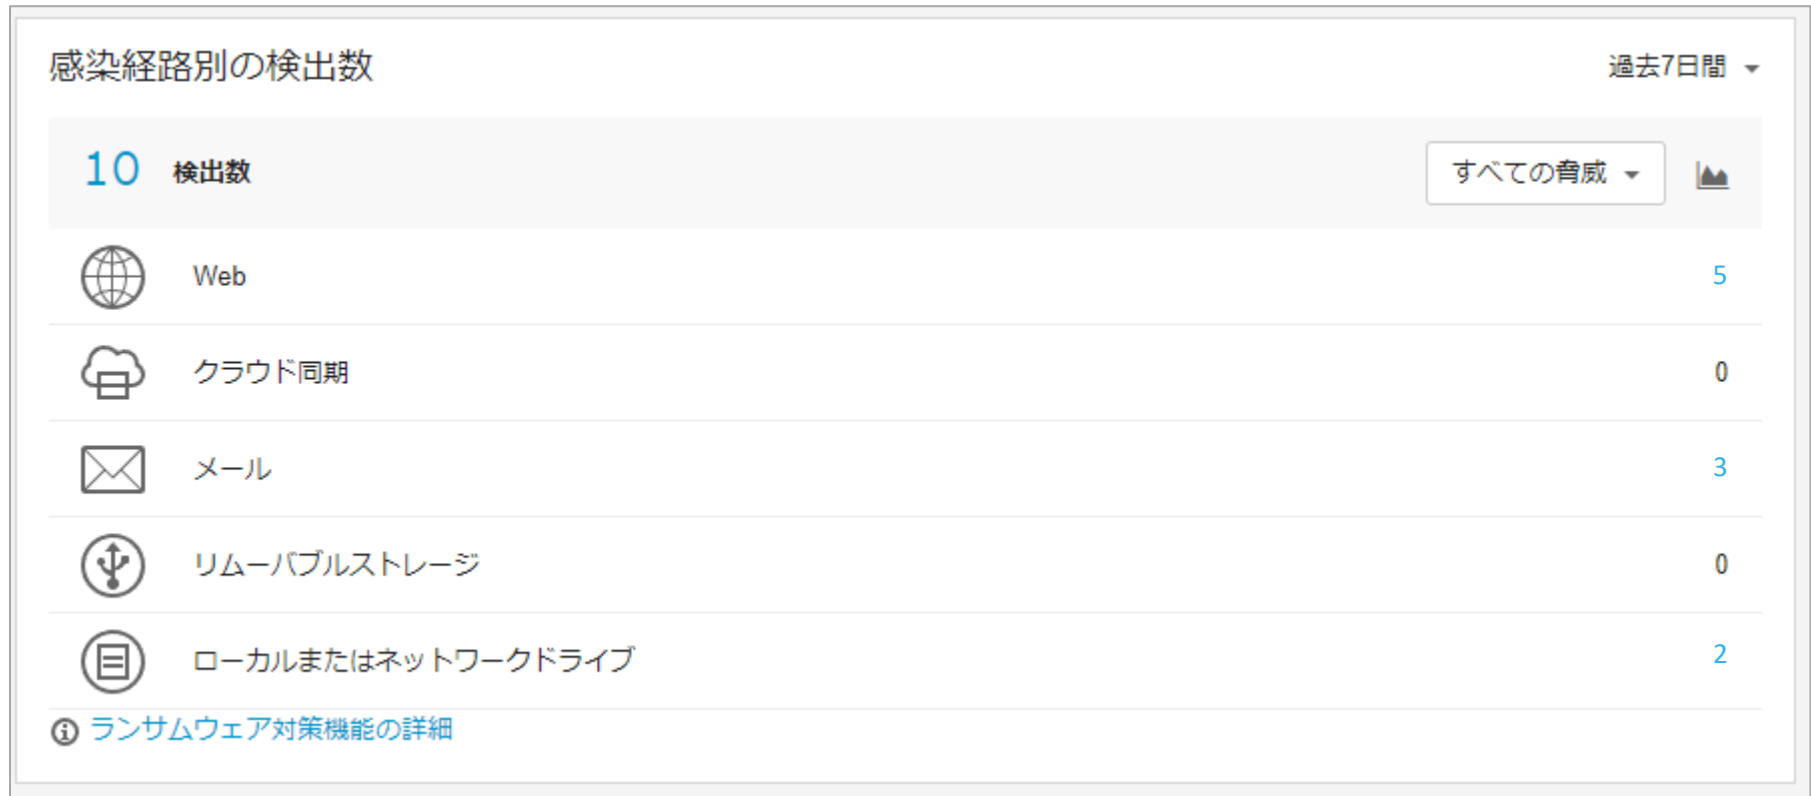 感染経路別の検出数
過去7日間
10 検出数
すべての脅威
Web 5
クラウド同期 0
メール 3
リムーバブルストレージ 0
ローカルまたはネットワークドライブ 2
ランサムウェア対策機能の詳細